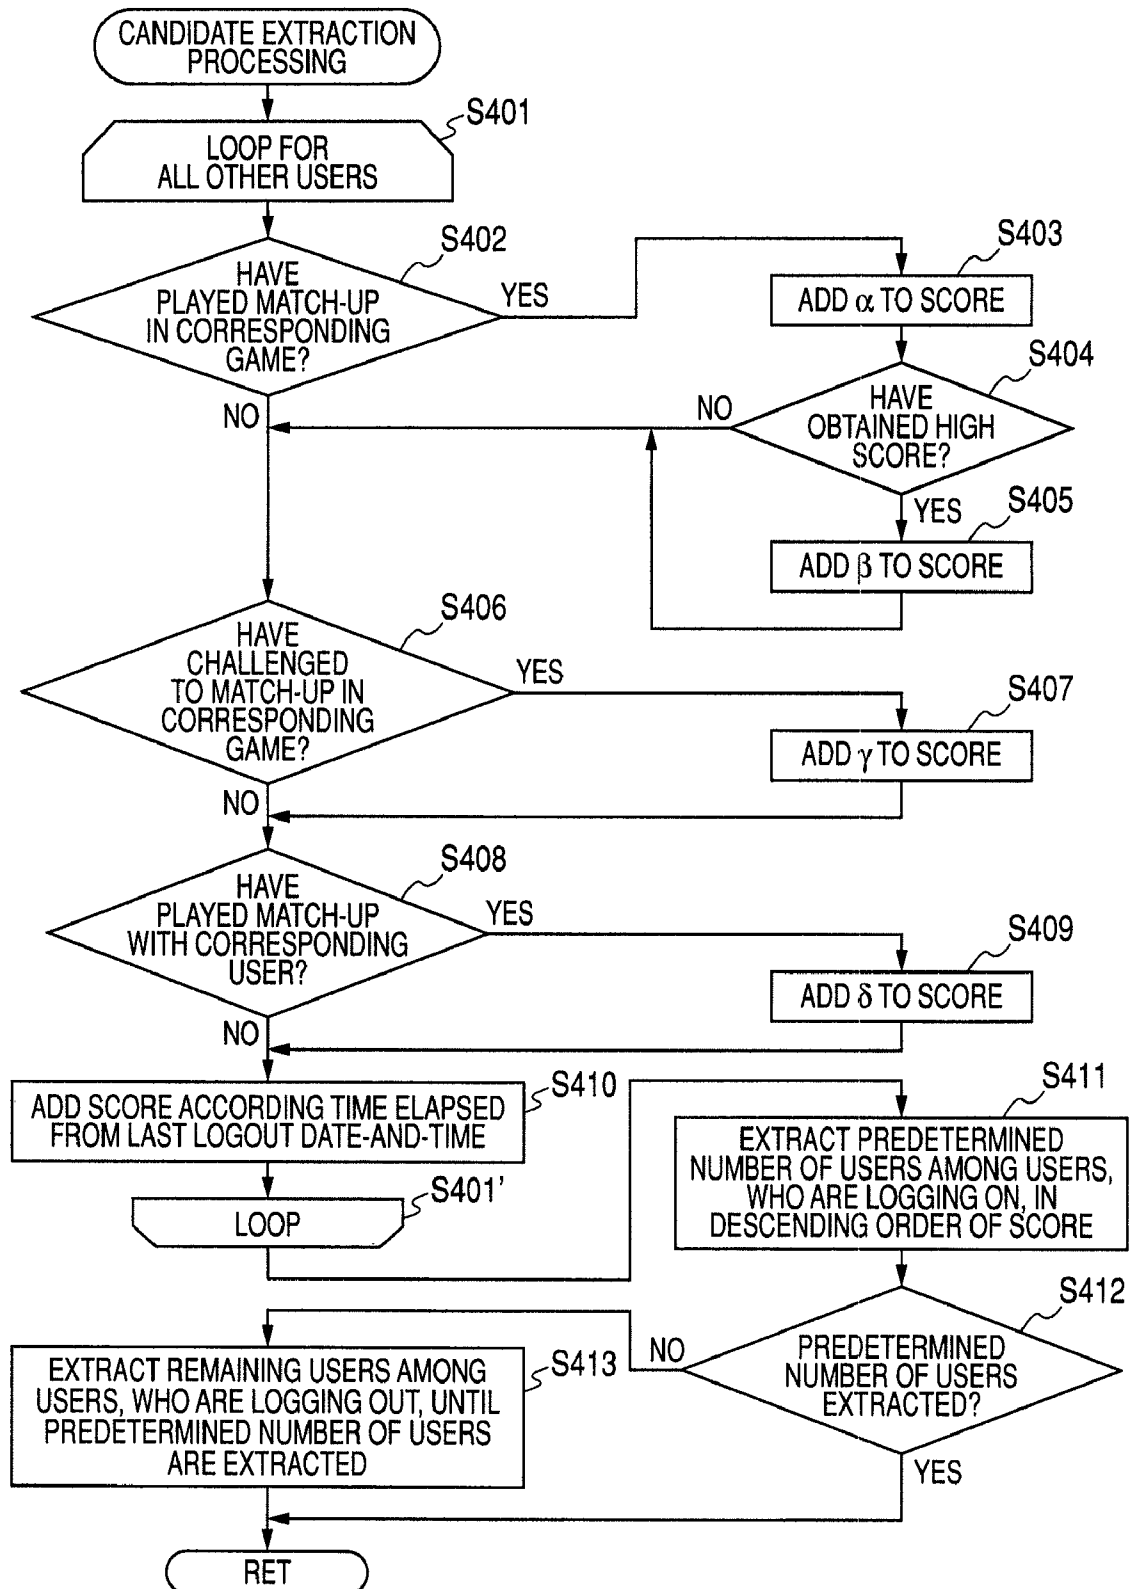 CANDIDATE EXTRACTION
PROCESSING
S401
LOOP FOR
ALL OTHER USERS
S402
HAVE
PLAYED MATCH-UP
IN CORRESPONDING
GAME?
YES
NO
S403
ADD α TO SCORE
S404
HAVE
OBTAINED HIGH
SCORE?
NO
YES
S405
ADD β TO SCORE
S406
HAVE
CHALLENGED
TO MATCH-UP IN
CORRESPONDING
GAME?
YES
NO
S407
ADD γ TO SCORE
S408
HAVE
PLAYED MATCH-UP
WITH CORRESPONDING
USER?
YES
NO
S409
ADD δ TO SCORE
S410
ADD SCORE ACCORDING TIME ELAPSED
FROM LAST LOGOUT DATE-AND-TIME
S401'
LOOP
S411
EXTRACT PREDETERMINED
NUMBER OF USERS AMONG USERS,
WHO ARE LOGGING ON, IN
DESCENDING ORDER OF SCORE
S412
PREDETERMINED
NUMBER OF USERS
EXTRACTED?
NO
YES
S413
EXTRACT REMAINING USERS AMONG
USERS, WHO ARE LOGGING OUT, UNTIL
PREDETERMINED NUMBER OF USERS
ARE EXTRACTED
RET